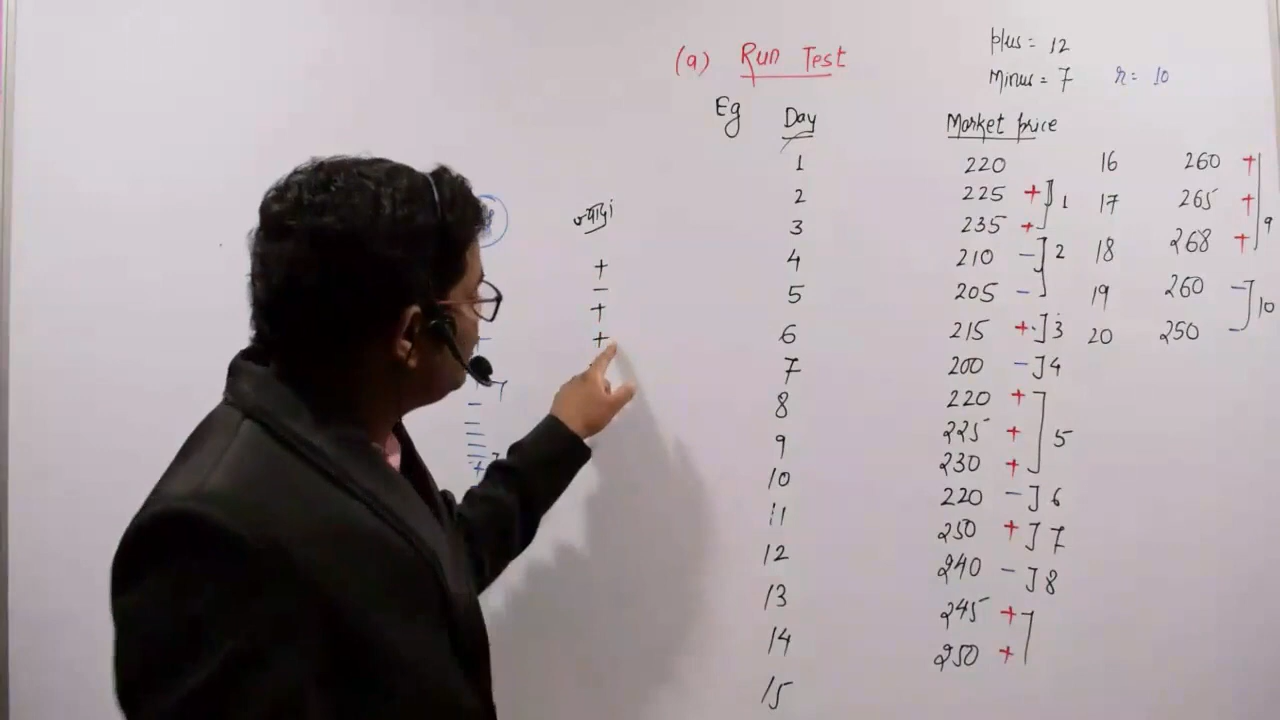 plus = 12
(a) Run Test
Minus = 7 r = 10
Eg Day Market price
1 220 16 260 +
2 225 + 1 17 265 + 9
3 235 + 18 268 +
4 210 - 2 19 260 - 10
5 205 - 20 250 -
6 215 + 3
7 200 - 4
8 220 +
9 225 + 5
10 230 +
11 220 - 6
12 250 + 7
13 240 - 8
14 245 +
15 250 +
+
-
+
+